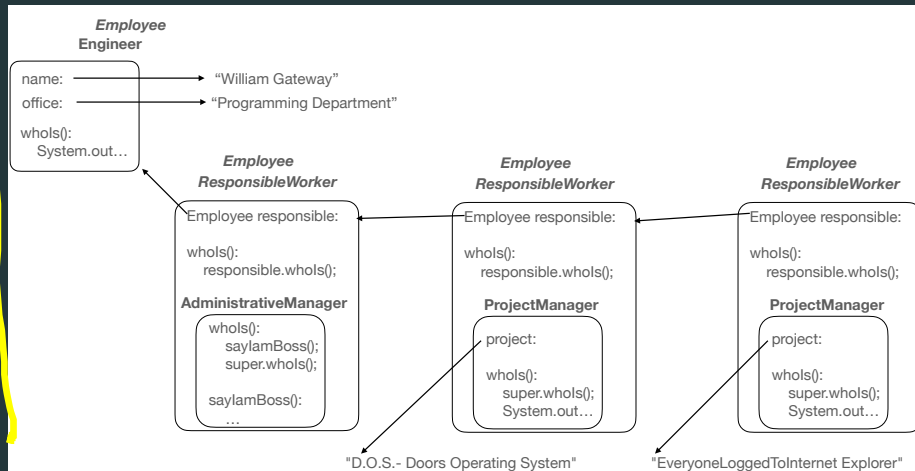 Employee
Engineer
name:
“William Gateway”
office:
“Programming Department”
whoIs():
System.out…
Employee
ResponsibleWorker
Employee responsible:
whoIs():
responsible.whoIs();
AdministrativeManager
whoIs():
sayIamBoss();
super.whoIs();
sayIamBoss():
…
Employee
ResponsibleWorker
Employee responsible:
whoIs():
responsible.whoIs();
ProjectManager
project:
whoIs():
super.whoIs();
System.out…
"D.O.S.- Doors Operating System"
Employee
ResponsibleWorker
Employee responsible:
whoIs():
responsible.whoIs();
ProjectManager
project:
whoIs():
super.whoIs();
System.out…
"EveryoneLoggedToInternet Explorer"